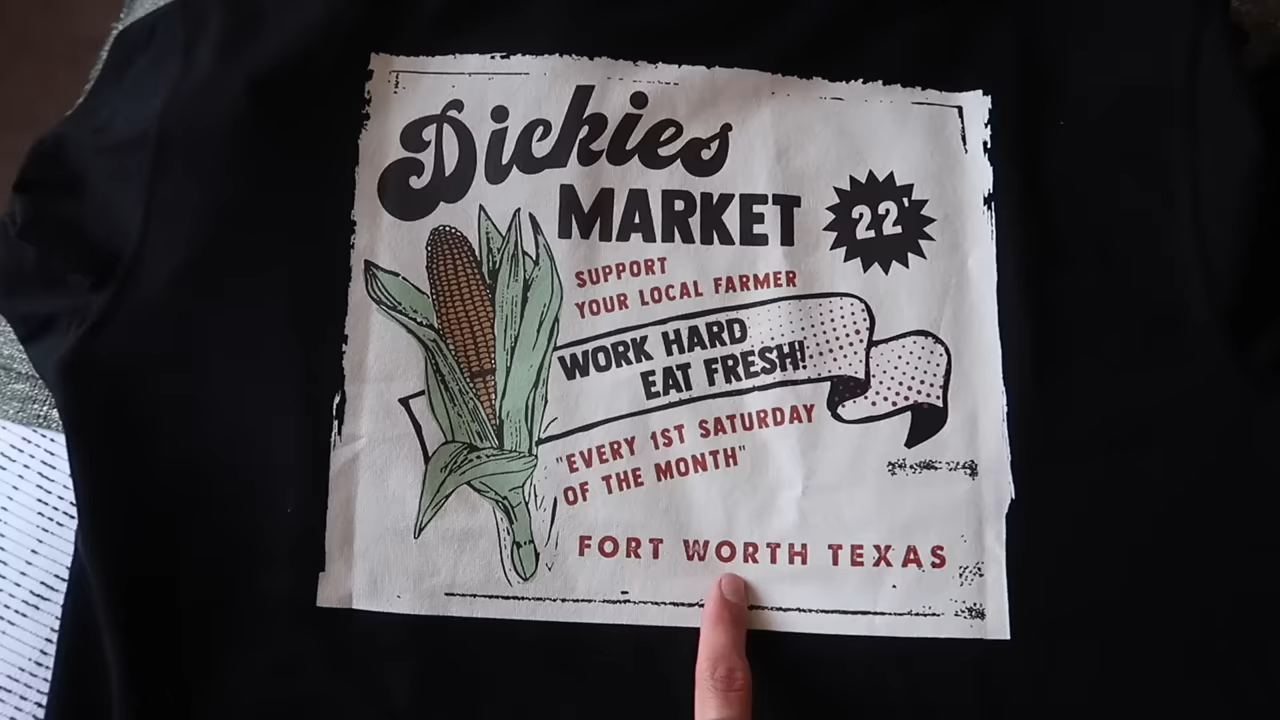 Dickies
MARKET
22'
SUPPORT
YOUR LOCAL FARMER
WORK HARD
EAT FRESH!
"EVERY 1ST SATURDAY
OF THE MONTH"
FORT WORTH TEXAS